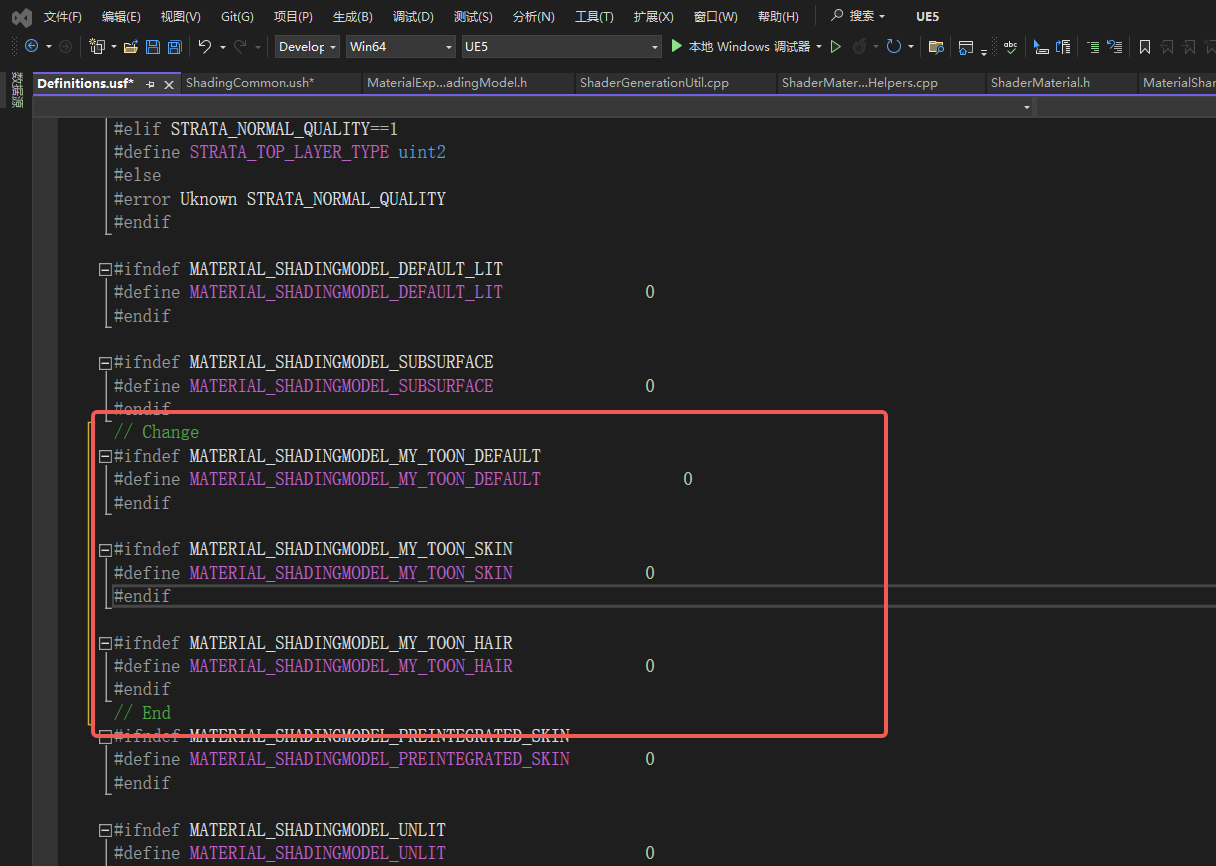 文件(F) 编辑(E) 视图(V) Git(G) 项目(P) 生成(B) 调试(D) 测试(S) 分析(N) 工具(T) 扩展(X) 窗口(W) 帮助(H) 搜索 UE5
Develop Win64 UE5 本地 Windows 调试器 abc
数据源
Definitions.usf* ShadingCommon.ush* MaterialExp...adingModel.h ShaderGenerationUtil.cpp ShaderMater...Helpers.cpp ShaderMaterial.h MaterialShar
#elif STRATA_NORMAL_QUALITY==1
#define STRATA_TOP_LAYER_TYPE uint2
#else
#error Uknown STRATA_NORMAL_QUALITY
#endif
#ifndef MATERIAL_SHADINGMODEL_DEFAULT_LIT
#define MATERIAL_SHADINGMODEL_DEFAULT_LIT 0
#endif
#ifndef MATERIAL_SHADINGMODEL_SUBSURFACE
#define MATERIAL_SHADINGMODEL_SUBSURFACE 0
#endif
// Change
#ifndef MATERIAL_SHADINGMODEL_MY_TOON_DEFAULT
#define MATERIAL_SHADINGMODEL_MY_TOON_DEFAULT 0
#endif
#ifndef MATERIAL_SHADINGMODEL_MY_TOON_SKIN
#define MATERIAL_SHADINGMODEL_MY_TOON_SKIN 0
#endif
#ifndef MATERIAL_SHADINGMODEL_MY_TOON_HAIR
#define MATERIAL_SHADINGMODEL_MY_TOON_HAIR 0
#endif
// End
#ifndef MATERIAL_SHADINGMODEL_PREINTEGRATED_SKIN
#define MATERIAL_SHADINGMODEL_PREINTEGRATED_SKIN 0
#endif
#ifndef MATERIAL_SHADINGMODEL_UNLIT
#define MATERIAL_SHADINGMODEL_UNLIT 0